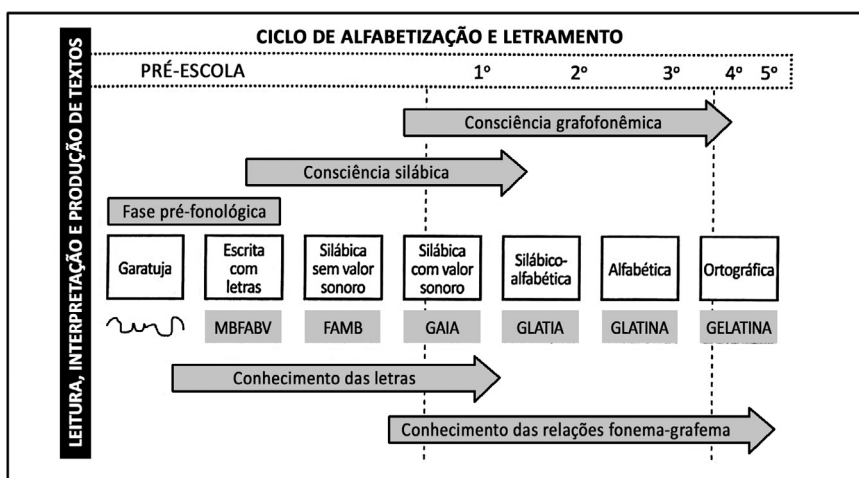 CICLO DE ALFABETIZAÇÃO E LETRAMENTO
LEITURA, INTERPRETAÇÃO E PRODUÇÃO DE TEXTOS
PRÉ-ESCOLA 1º 2º 3º 4º 5º
Consciência grafofonêmica
Consciência silábica
Fase pré-fonológica
Garatuja
Escrita
com
letras
Silábica
sem valor
sonoro
Silábica
com valor
sonoro
Silábico-
alfabética
Alfabética
Ortográfica
MBFABV
FAMB
GAIA
GLATIA
GLATINA
GELATINA
Conhecimento das letras
Conhecimento das relações fonema-grafema